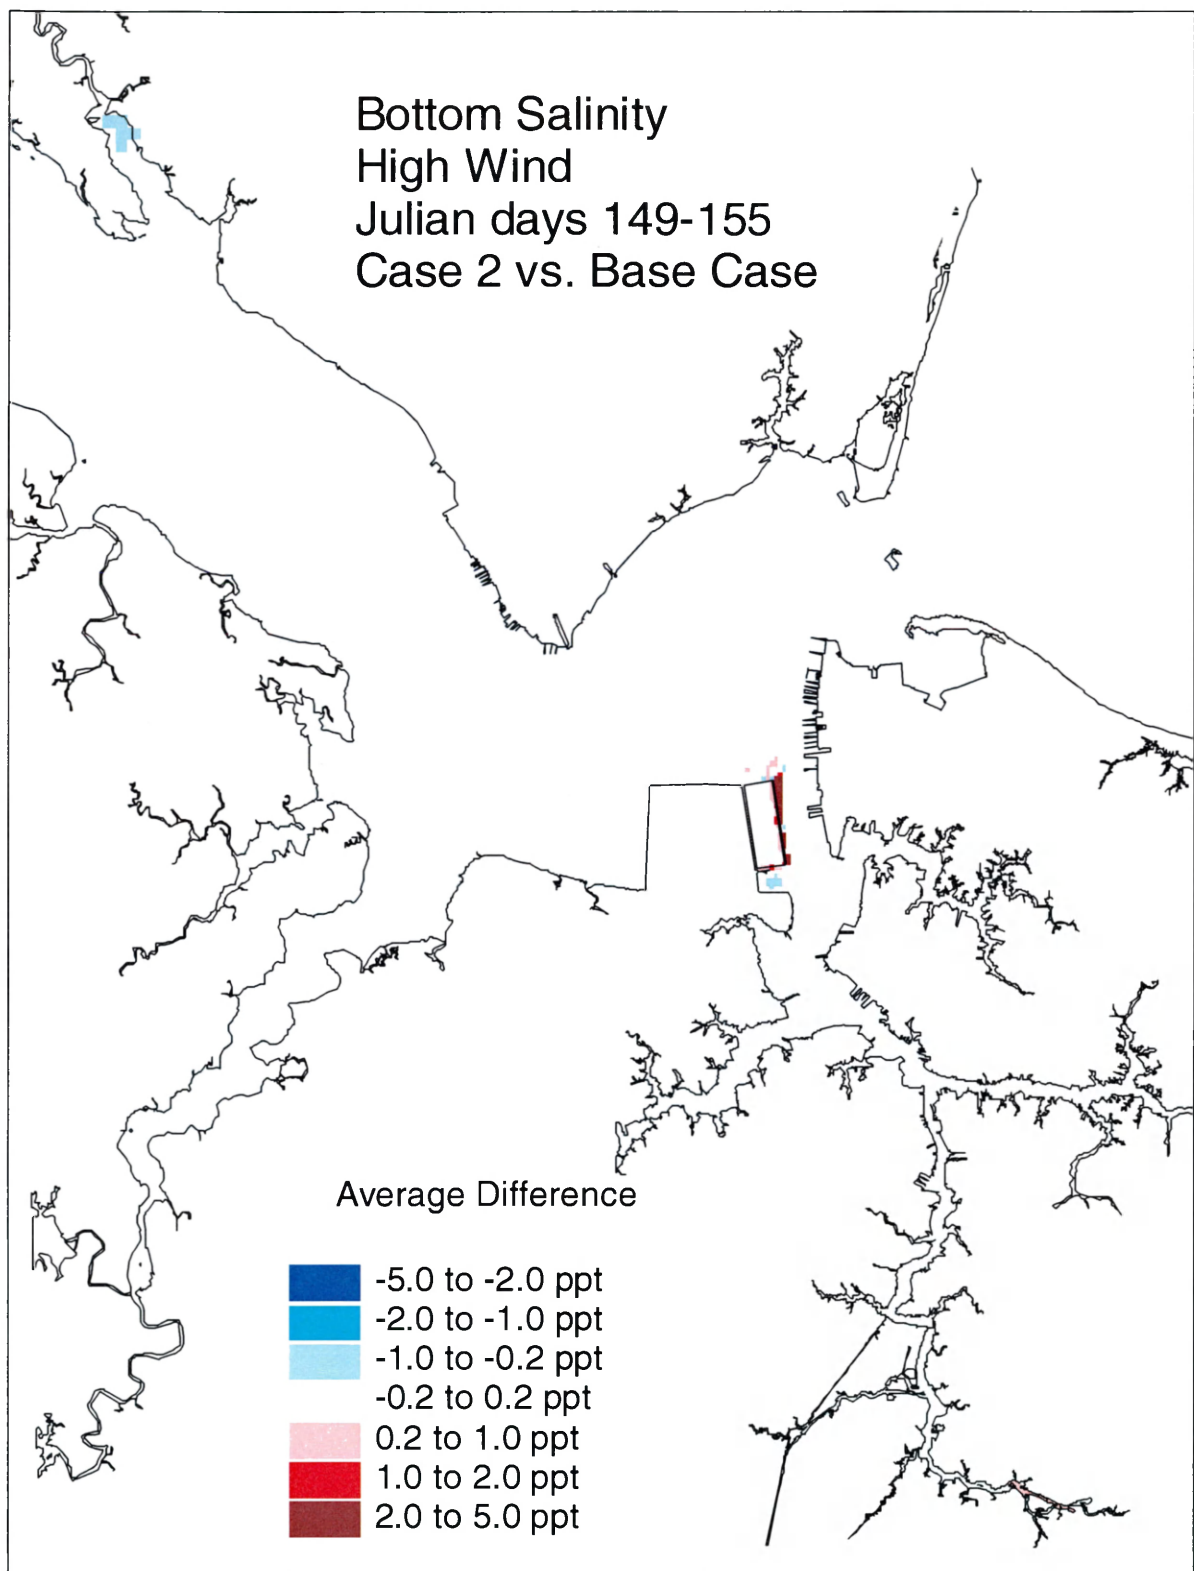 Bottom Salinity
High Wind
Julian days 149-155
Case 2 vs. Base Case
Average Difference
-5.0 to -2.0 ppt
-2.0 to -1.0 ppt
-1.0 to -0.2 ppt
-0.2 to 0.2 ppt
0.2 to 1.0 ppt
1.0 to 2.0 ppt
2.0 to 5.0 ppt